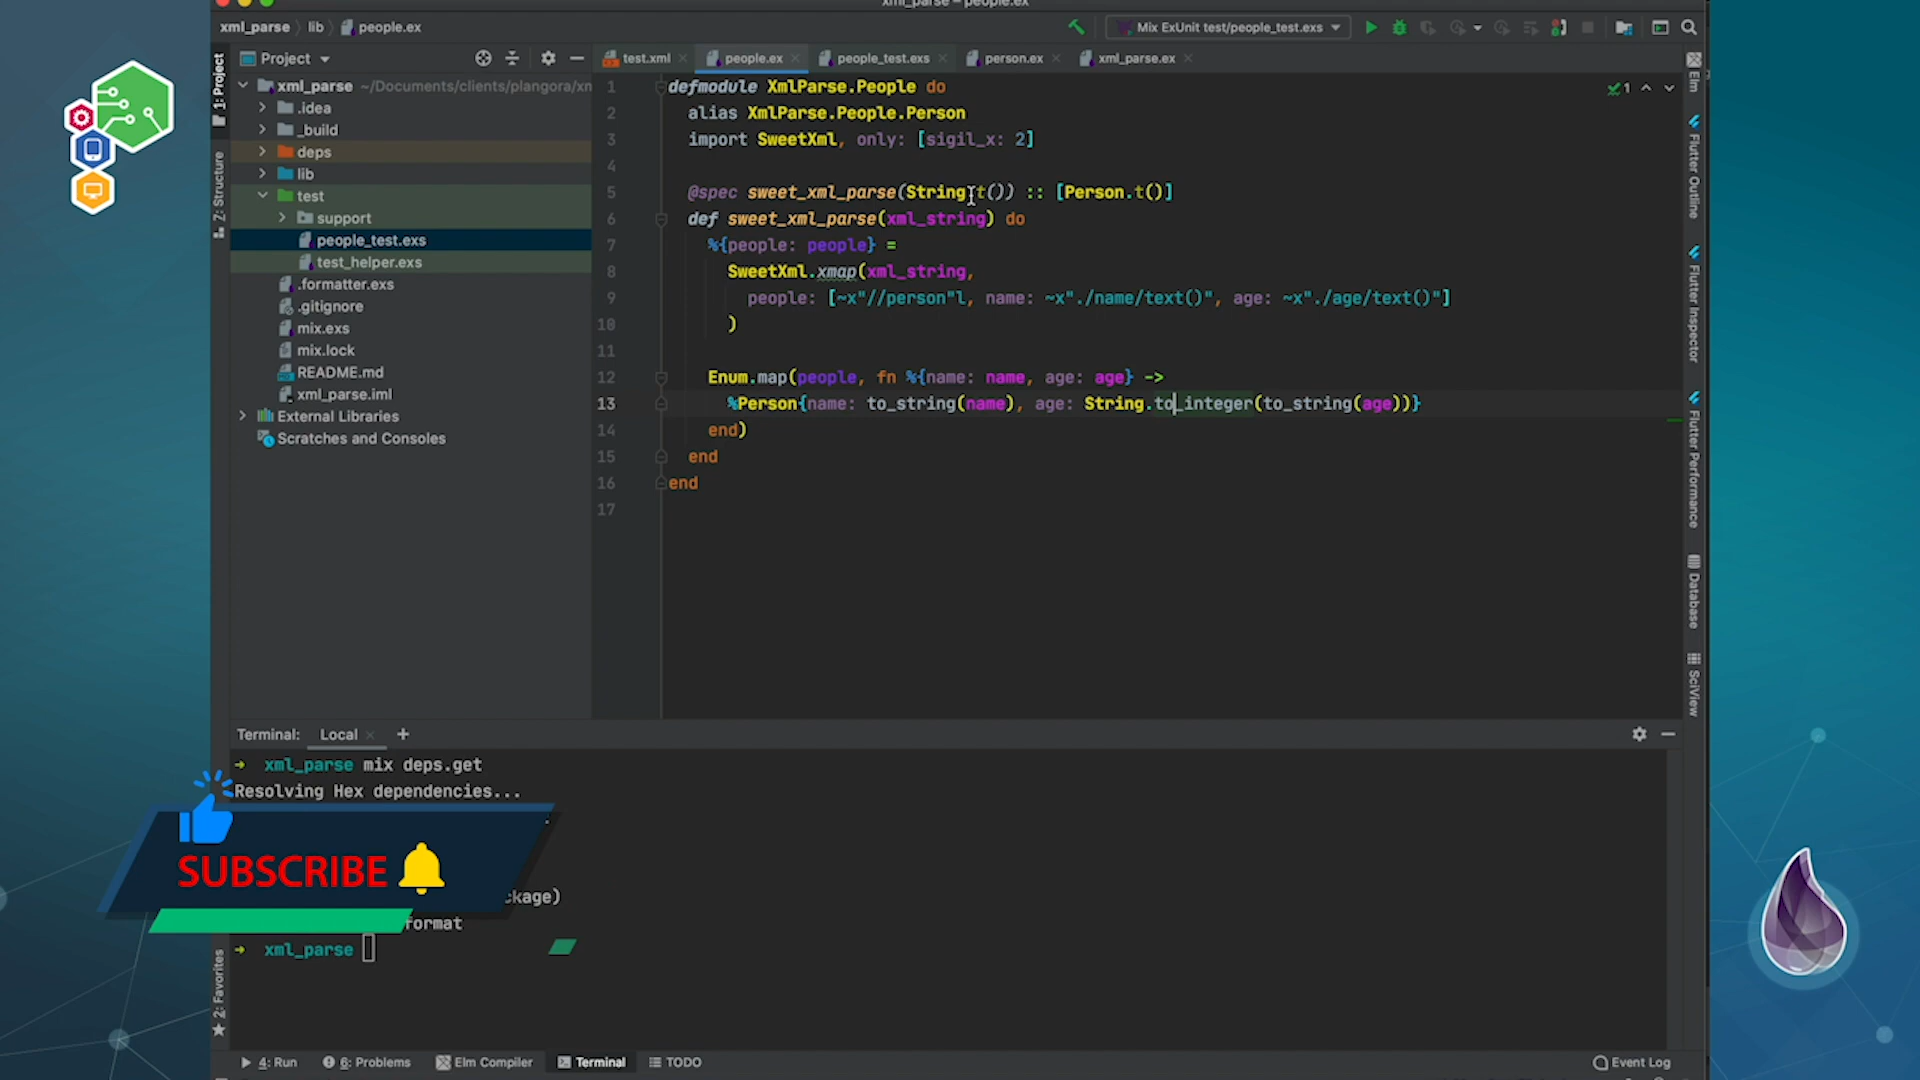 xml_parse – people.ex
xml_parse lib people.ex
Mix ExUnit test/people_test.exs
1: Project
Z: Structure
2: Favorites
Project
test.xml
people.ex
people_test.exs
person.ex
xml_parse.ex
xml_parse ~/Documents/clients/plangora/xm
.idea
_build
deps
lib
test
support
people_test.exs
test_helper.exs
.formatter.exs
.gitignore
mix.exs
mix.lock
README.md
xml_parse.iml
External Libraries
Scratches and Consoles
1 defmodule XmlParse.People do
2 alias XmlParse.People.Person
3 import SweetXml, only: [sigil_x: 2]
4
5 @spec sweet_xml_parse(String.t()) :: [Person.t()]
6 def sweet_xml_parse(xml_string) do
7 %{people: people} =
8 SweetXml.xmap(xml_string,
9 people: [~x"//person"l, name: ~x"./name/text()", age: ~x"./age/text()"]
10 )
11
12 Enum.map(people, fn %{name: name, age: age} ->
13 %Person{name: to_string(name), age: String.to_integer(to_string(age))}
14 end)
15 end
16 end
17
1
Elm
Flutter Outline
Flutter Inspector
Flutter Performance
Database
SciView
Terminal: Local +
→ xml_parse mix deps.get
Resolving Hex dependencies...
ckage)
format
→ xml_parse
SUBSCRIBE
4: Run
6: Problems
Elm Compiler
Terminal
TODO
Event Log